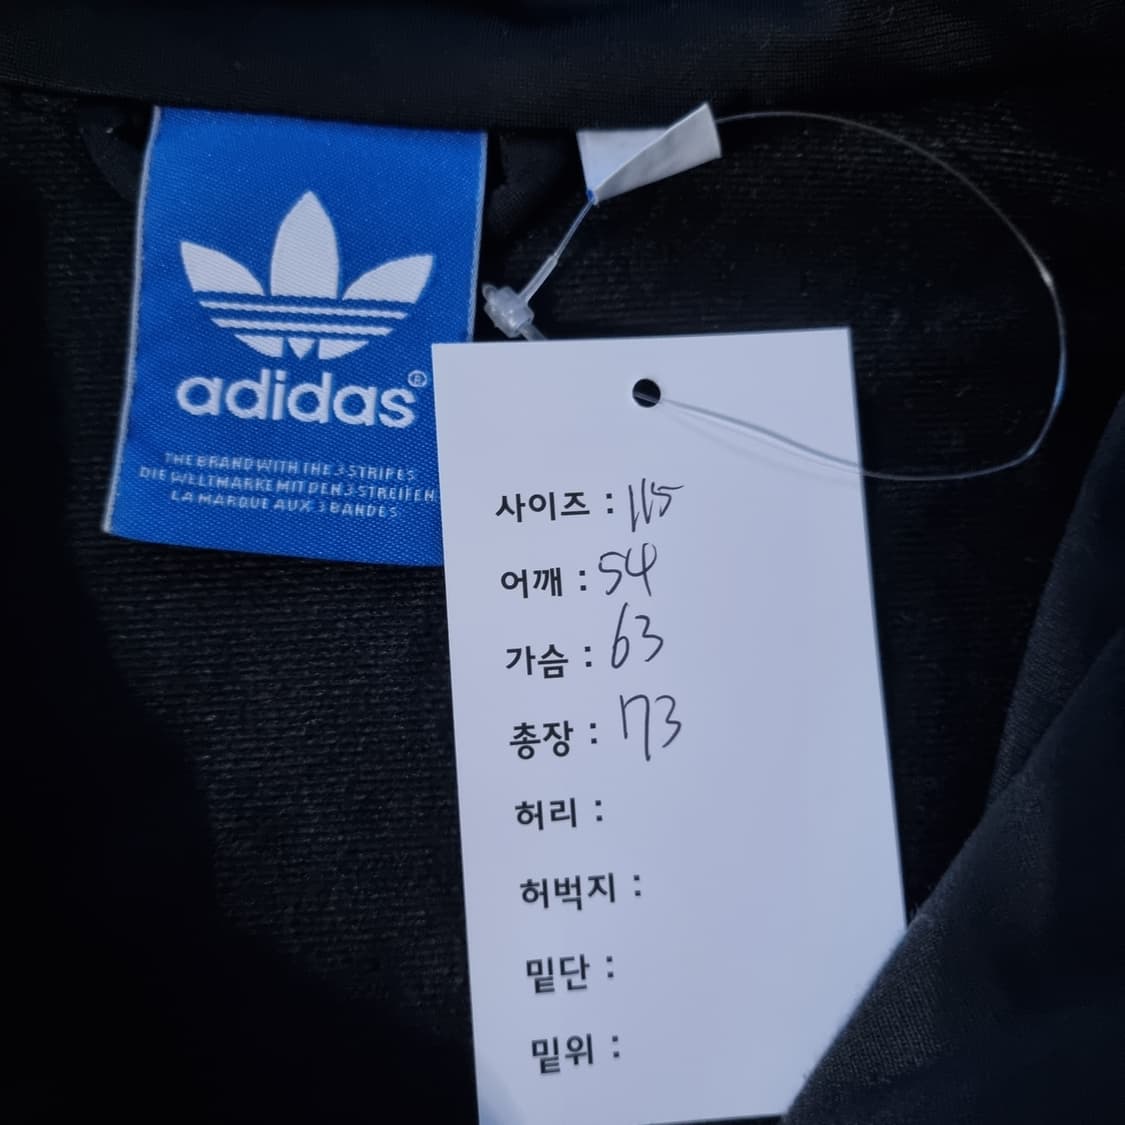 adidas®
THE BRAND WITH THE 3 STRIPES
DIE WELTMARKE MIT DEN 3 STREIFEN
LA MARQUE AUX 3 BANDES
사이즈 : 115
어깨 : 54
가슴 : 63
총장 : 173
허리 :
허벅지 :
밑단 :
밑위 :